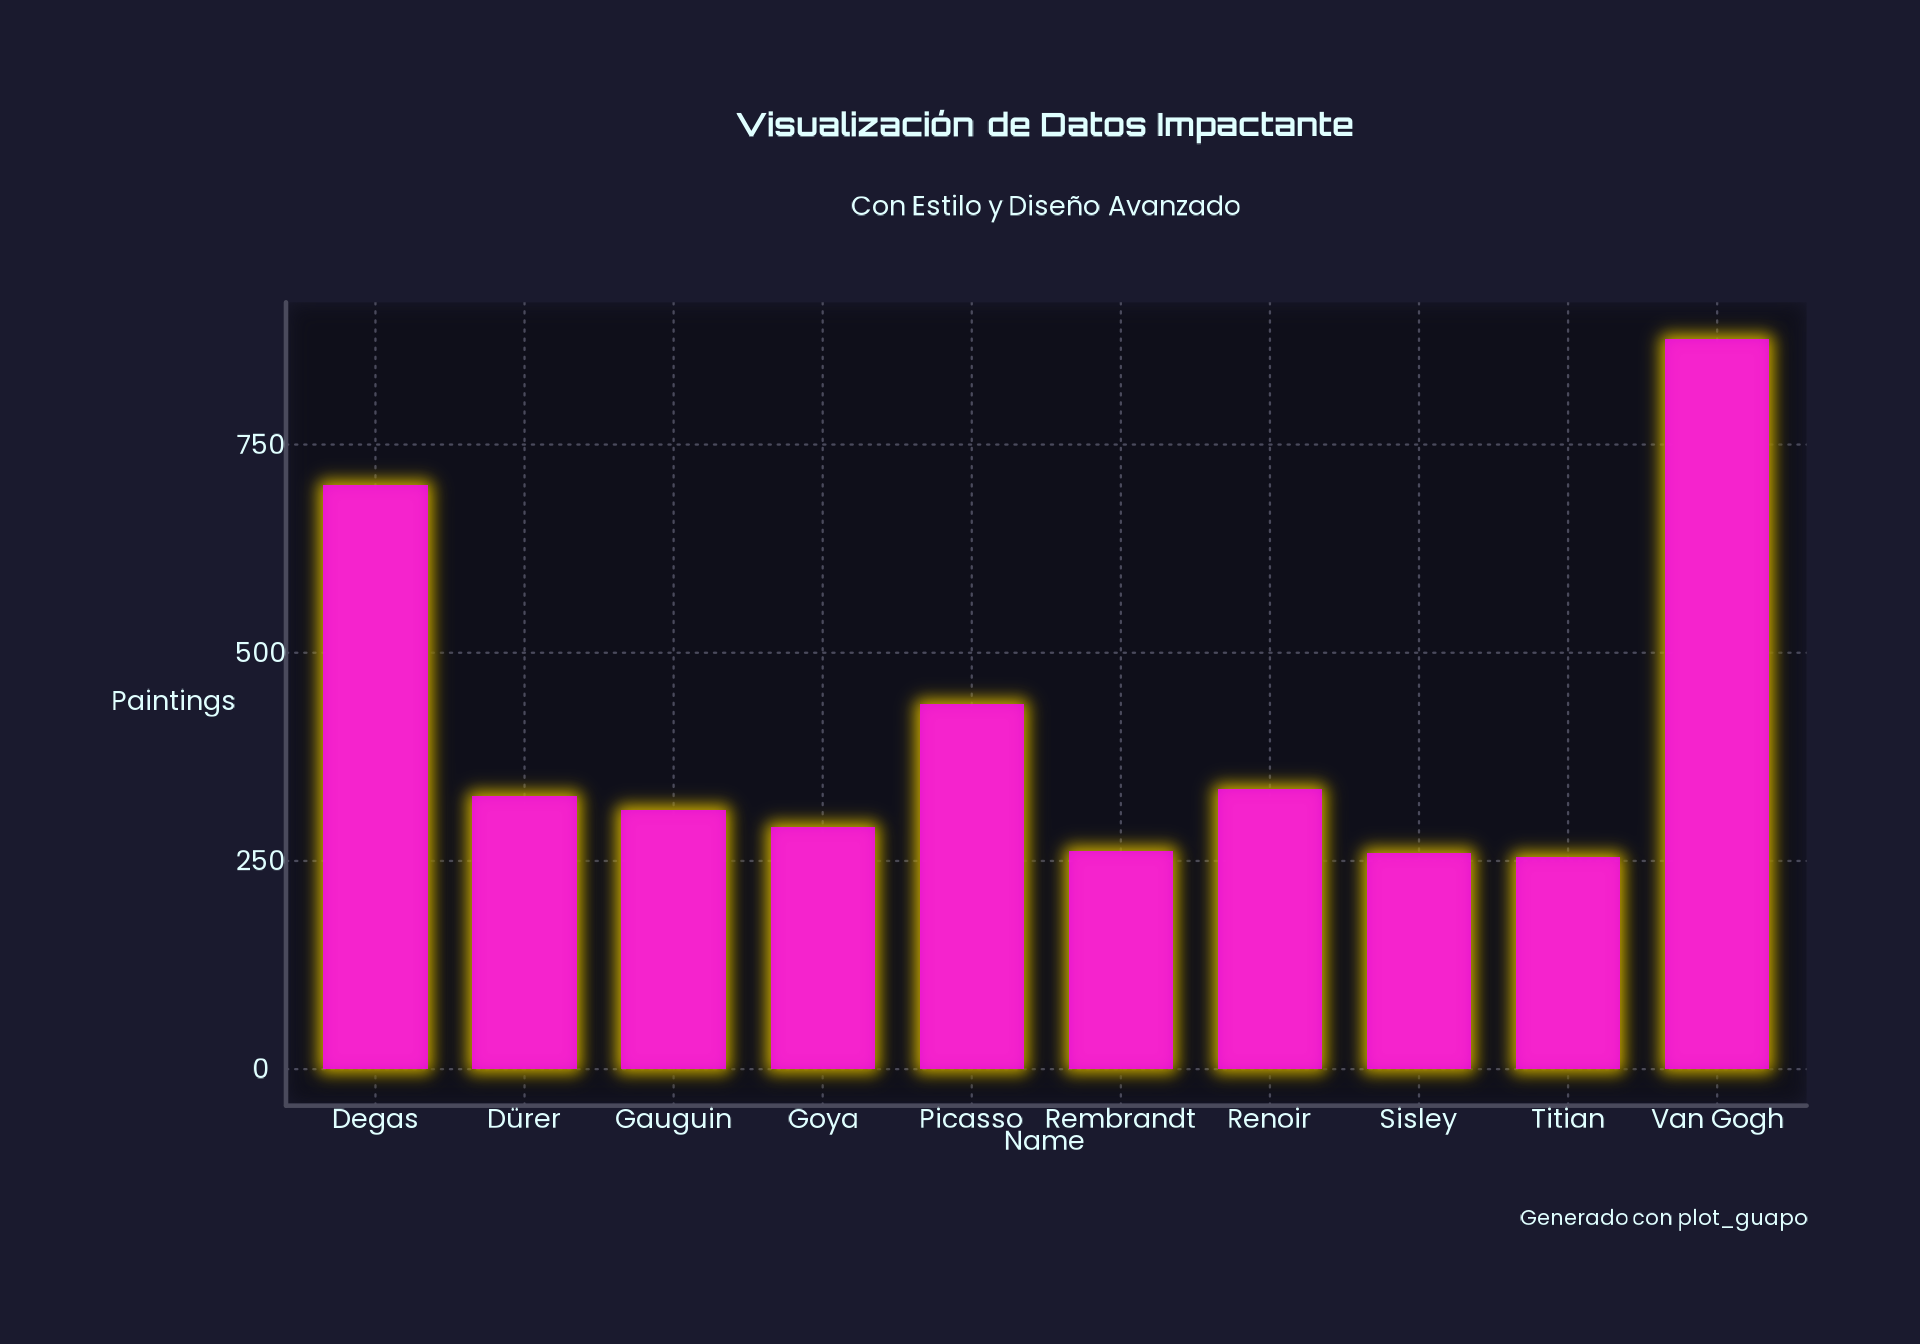 Visualización de Datos Impactante
Con Estilo y Diseño Avanzado
750
500
Paintings
250
0
Degas Dürer Gauguin Goya Picasso Rembrandt Renoir Sisley Titian Van Gogh
Name
Generado con plot_guapo